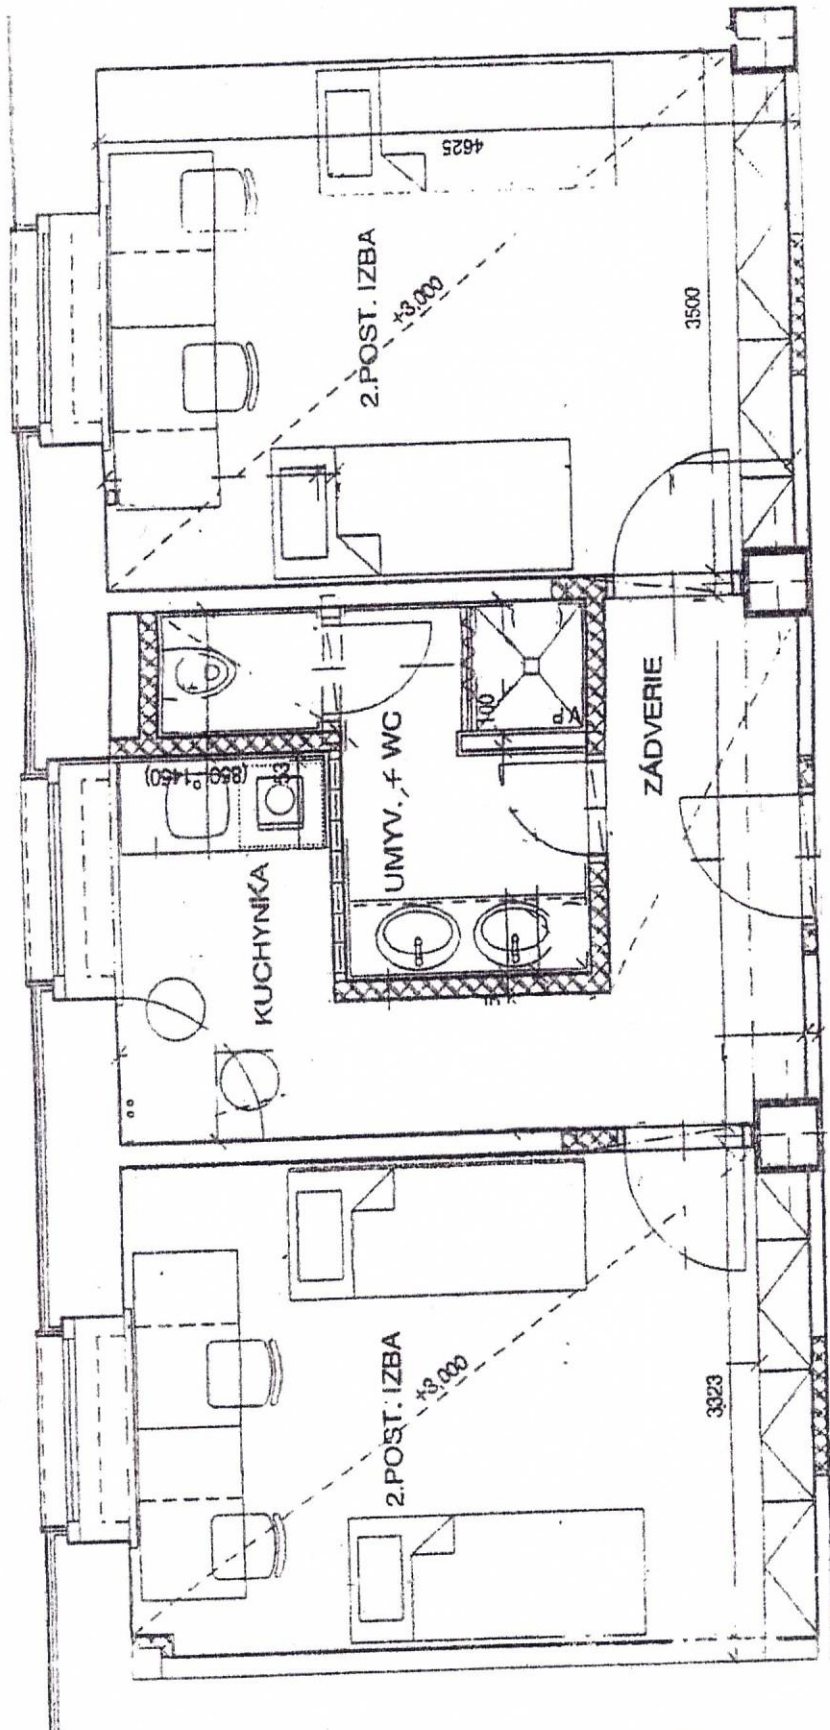 2.POST. IZBA
×3,000
3323
KUCHYNKA
(850 1450)
UMYV. + WC
100
ZÁDVERIE
2.POST. IZBA
×3,000
4625
3500